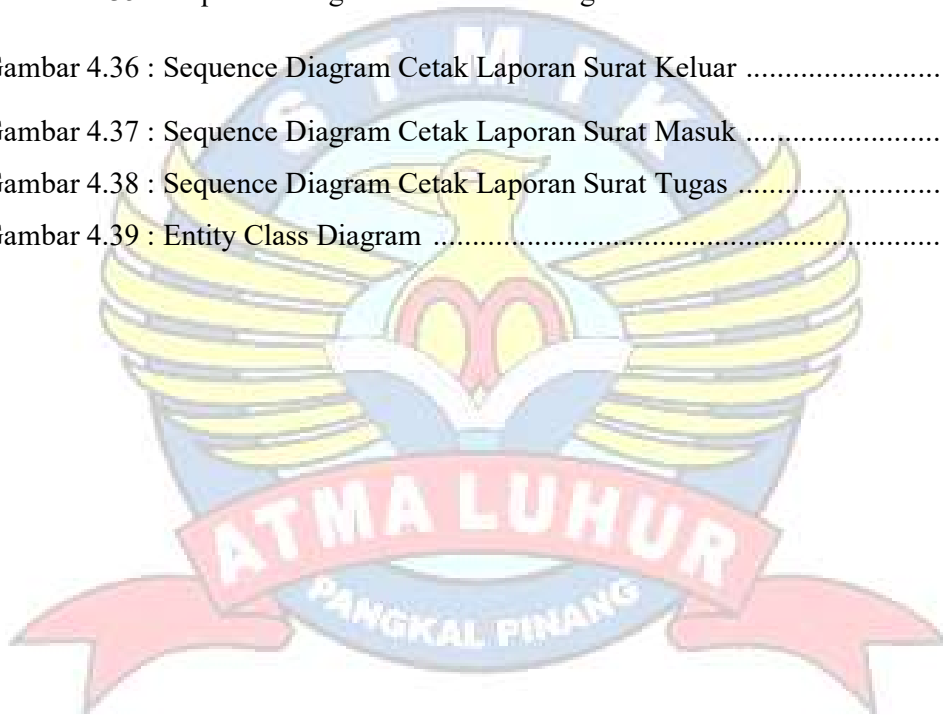 Gambar 4.36 : Sequence Diagram Cetak Laporan Surat Keluar .........................
Gambar 4.37 : Sequence Diagram Cetak Laporan Surat Masuk ..........................
Gambar 4.38 : Sequence Diagram Cetak Laporan Surat Tugas ...........................
Gambar 4.39 : Entity Class Diagram .................................................................
STMIK
ATMA LUHUR
PANGKAL PINANG